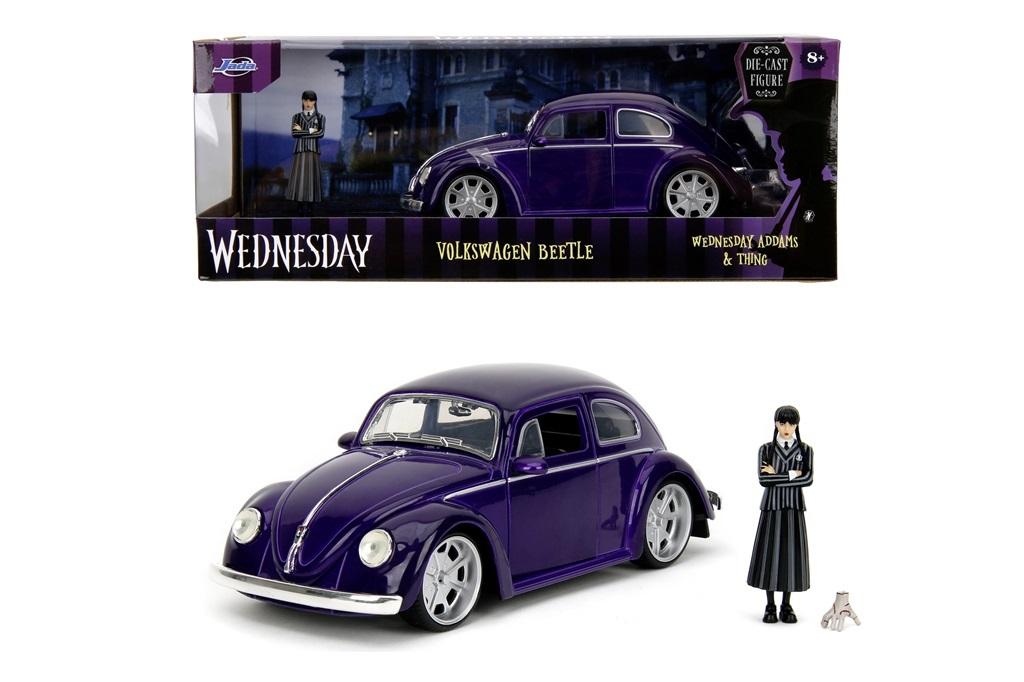 Jada
DIE-CAST
FIGURE
8+
WEDNESDAY
VOLKSWAGEN BEETLE
WEDNESDAY ADDAMS
& THING